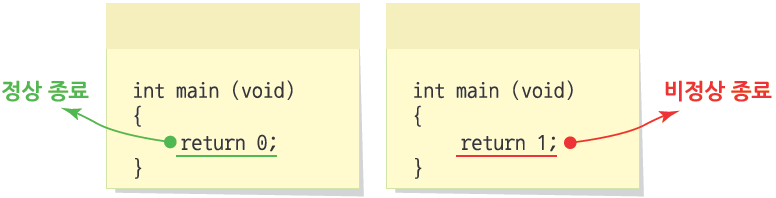 정상 종료
int main (void)
{
return 0;
}
int main (void)
{
return 1;
}
비정상 종료